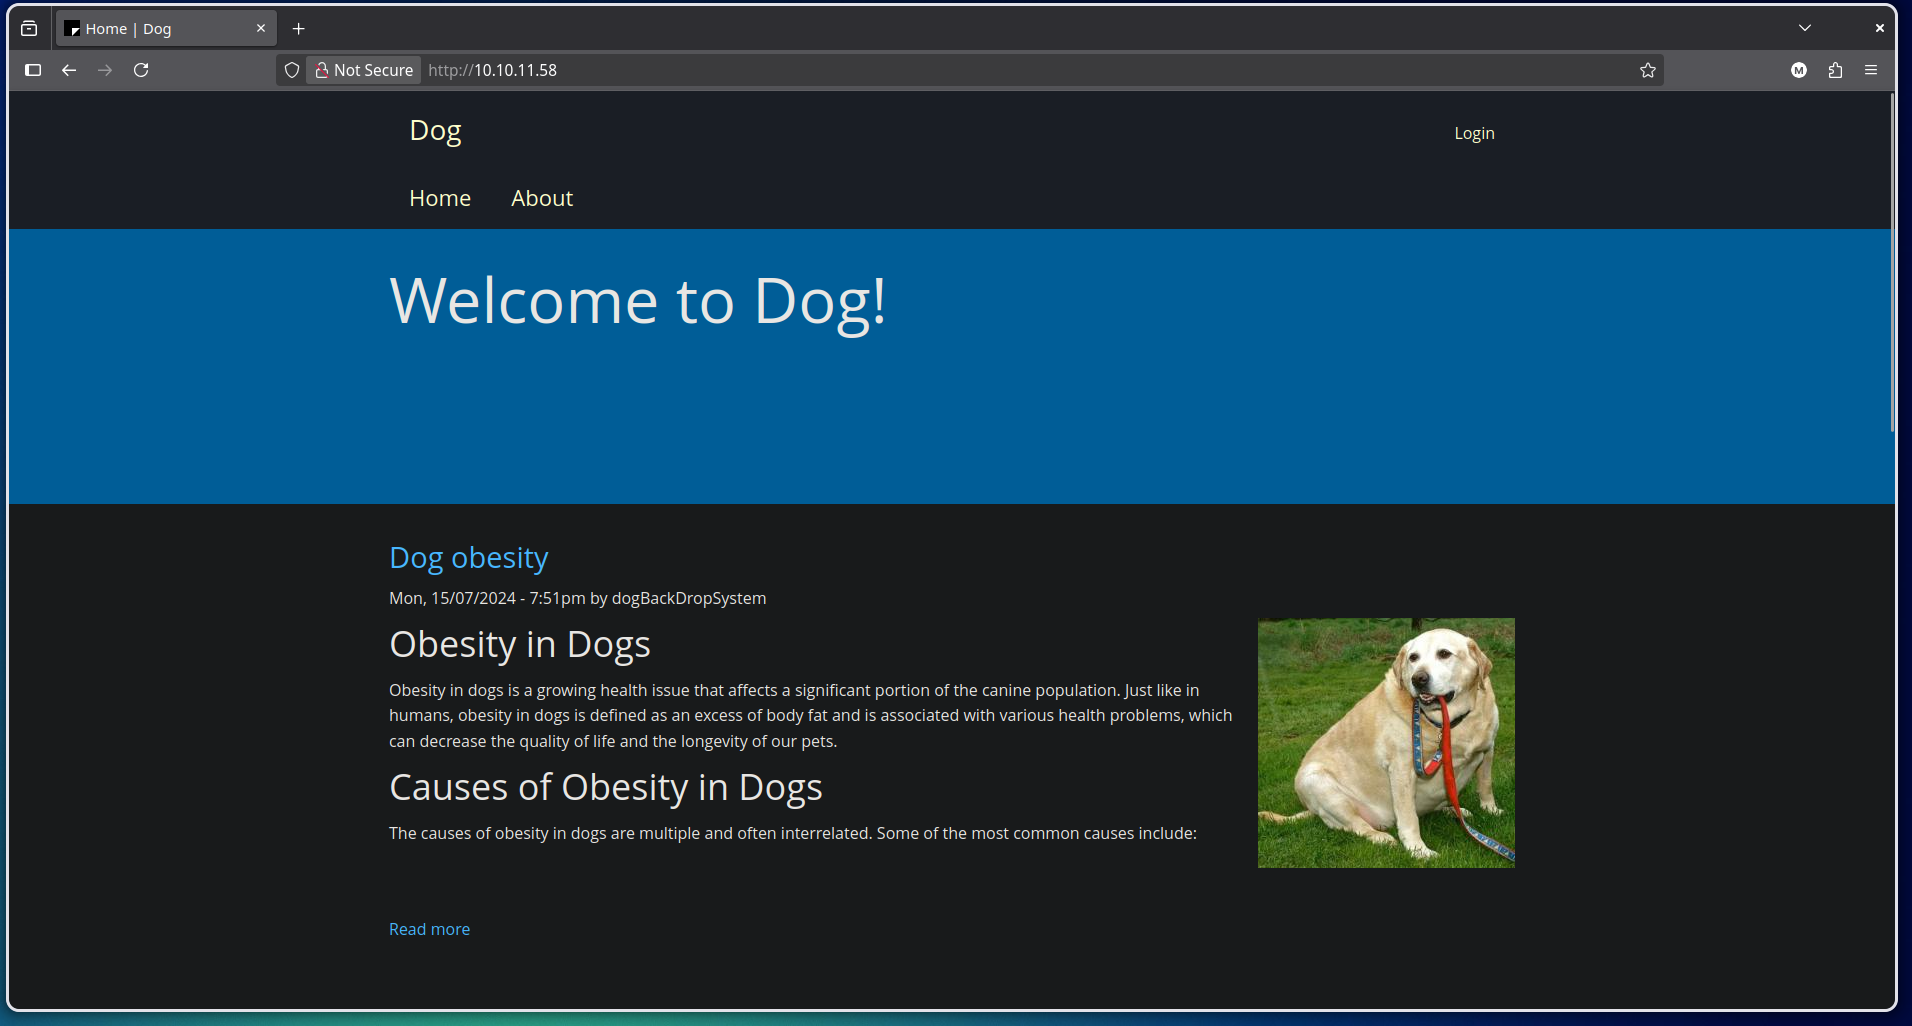 Home | Dog
Not Secure
http://10.10.11.58
M
Dog
Login
Home
About
Welcome to Dog!
Dog obesity
Mon, 15/07/2024 - 7:51pm by dogBackDropSystem
Obesity in Dogs
Obesity in dogs is a growing health issue that affects a significant portion of the canine population. Just like in
humans, obesity in dogs is defined as an excess of body fat and is associated with various health problems, which
can decrease the quality of life and the longevity of our pets.
Causes of Obesity in Dogs
The causes of obesity in dogs are multiple and often interrelated. Some of the most common causes include:
Read more